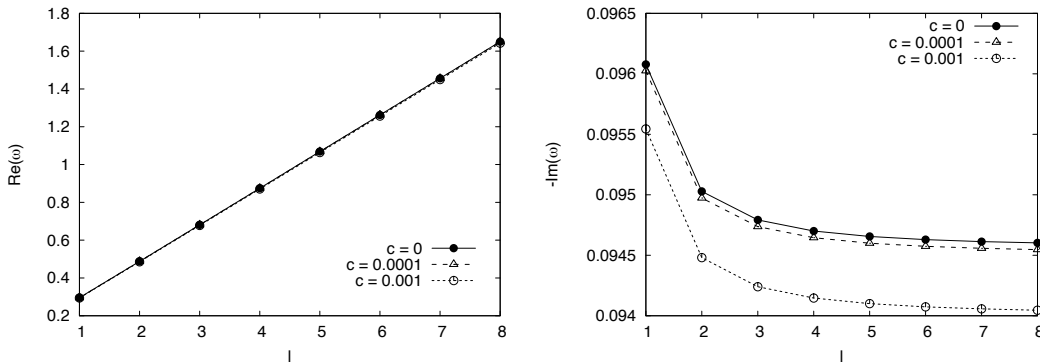 1.8
1.6
1.4
1.2
1
0.8
0.6
0.4
0.2
Re(ω)
1 2 3 4 5 6 7 8
l
c = 0
c = 0.0001
c = 0.001
0.0965
0.096
0.0955
0.095
0.0945
0.094
-Im(ω)
1 2 3 4 5 6 7 8
l
c = 0
c = 0.0001
c = 0.001